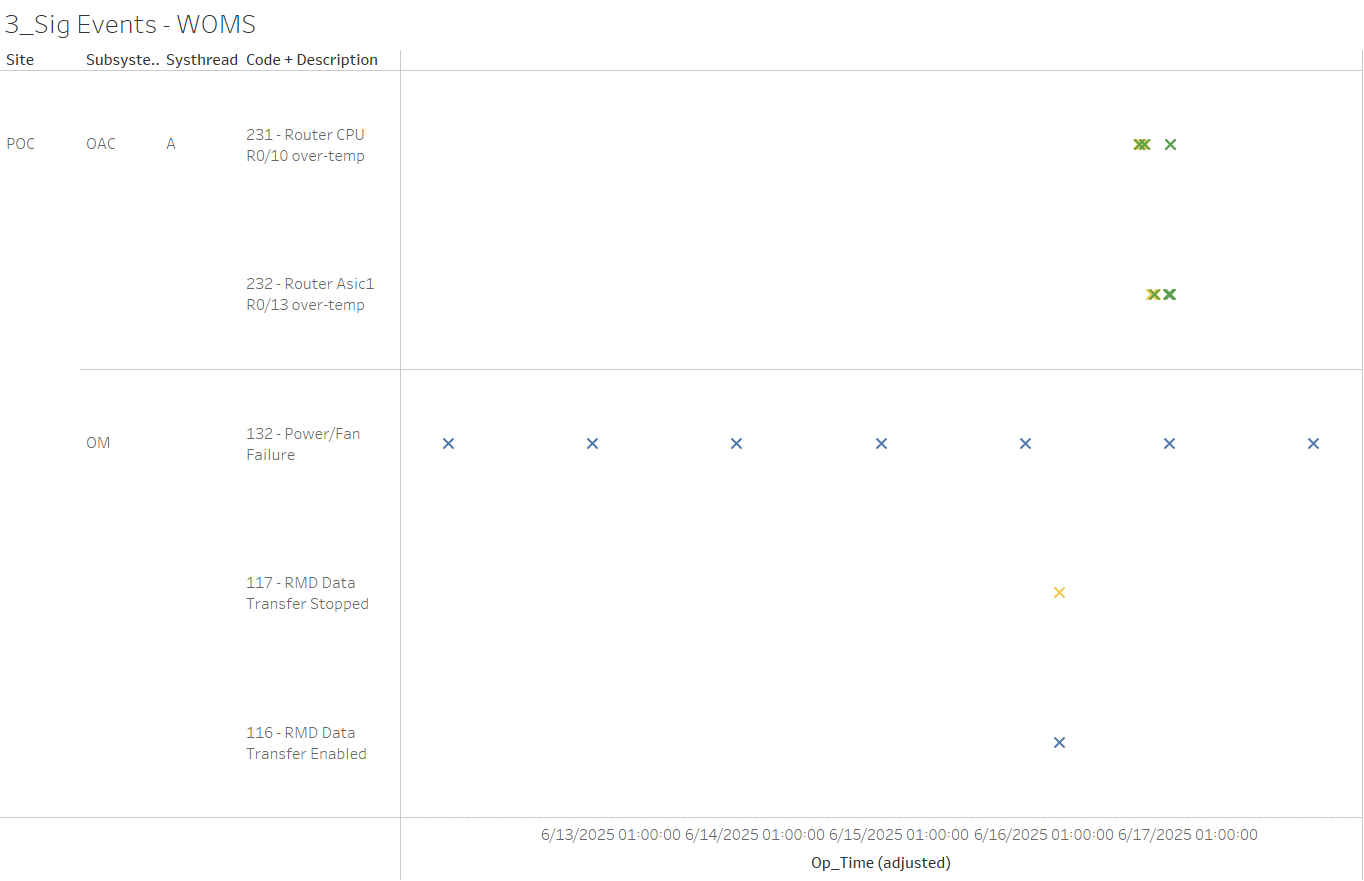 3_Sig Events - WOMS
Site Subsyste.. Systhread Code + Description
POC OAC A 231 - Router CPU
R0/10 over-temp
232 - Router Asic1
R0/13 over-temp
OM 132 - Power/Fan
Failure
117 - RMD Data
Transfer Stopped
116 - RMD Data
Transfer Enabled
6/13/2025 01:00:00 6/14/2025 01:00:00 6/15/2025 01:00:00 6/16/2025 01:00:00 6/17/2025 01:00:00
Op_Time (adjusted)